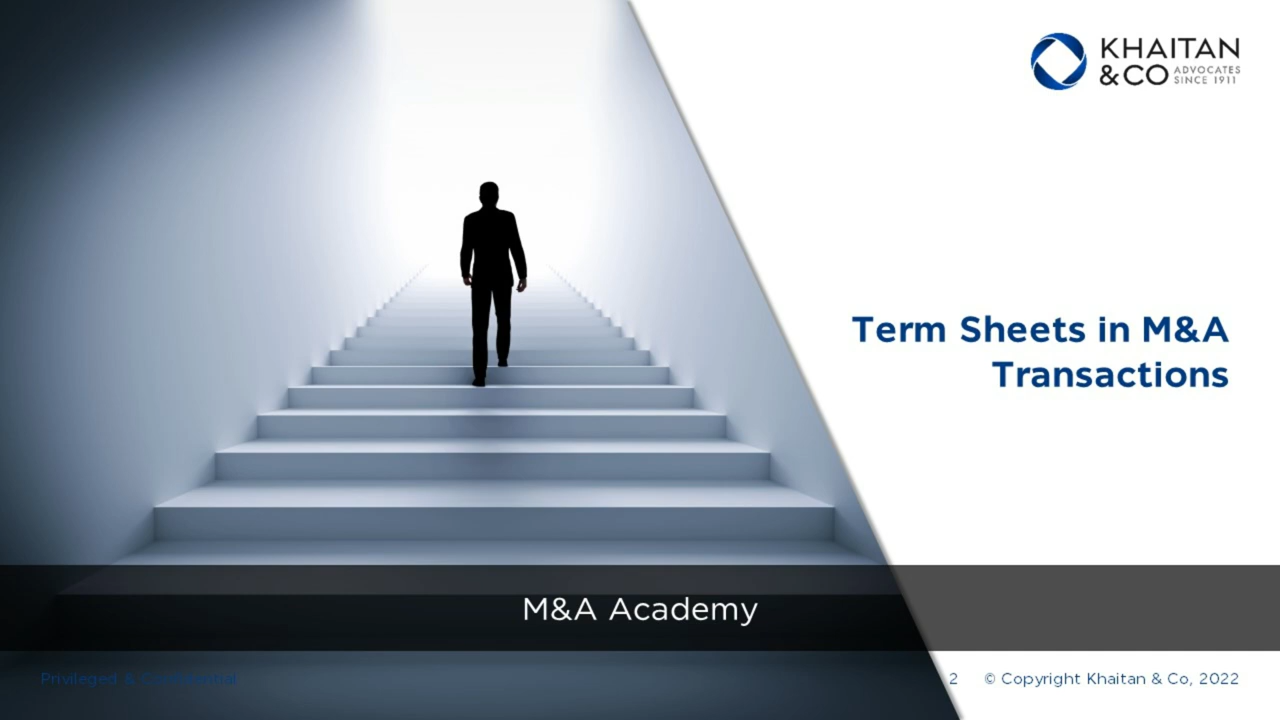 KHAITAN
&CO ADVOCATES SINCE 1911
Term Sheets in M&A
Transactions
M&A Academy
Privileged & Confidential
2 © Copyright Khaitan & Co, 2022